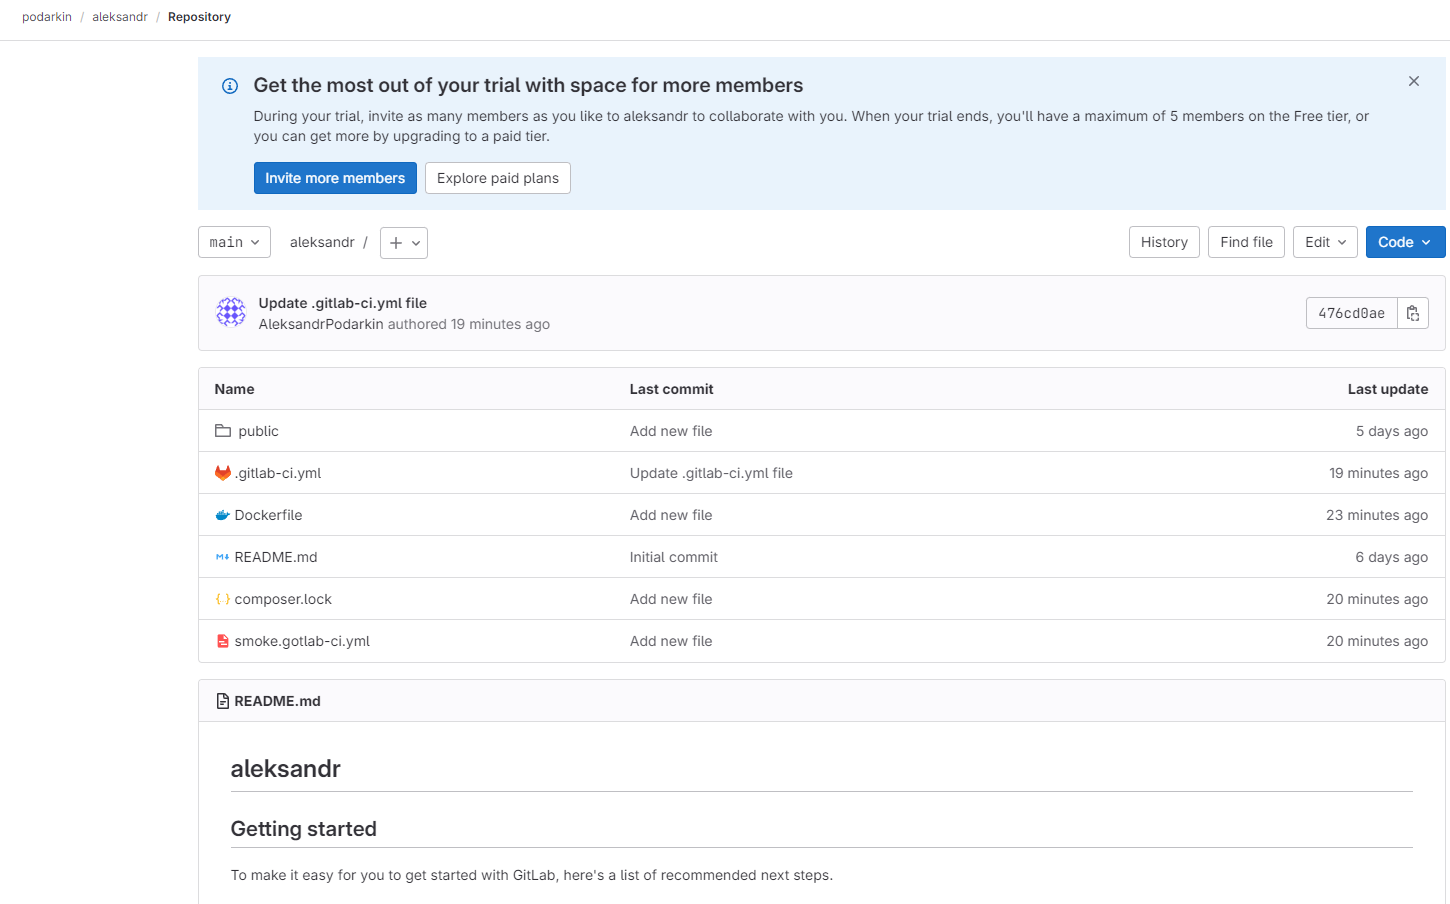 podarkin / aleksandr / Repository
Get the most out of your trial with space for more members
During your trial, invite as many members as you like to aleksandr to collaborate with you. When your trial ends, you'll have a maximum of 5 members on the Free tier, or
you can get more by upgrading to a paid tier.
Invite more members Explore paid plans
main aleksandr / + History Find file Edit Code
Update .gitlab-ci.yml file
AleksandrPodarkin authored 19 minutes ago
476cd0ae
Name Last commit Last update
public Add new file 5 days ago
.gitlab-ci.yml Update .gitlab-ci.yml file 19 minutes ago
Dockerfile Add new file 23 minutes ago
README.md Initial commit 6 days ago
composer.lock Add new file 20 minutes ago
smoke.gotlab-ci.yml Add new file 20 minutes ago
README.md
aleksandr
Getting started
To make it easy for you to get started with GitLab, here's a list of recommended next steps.